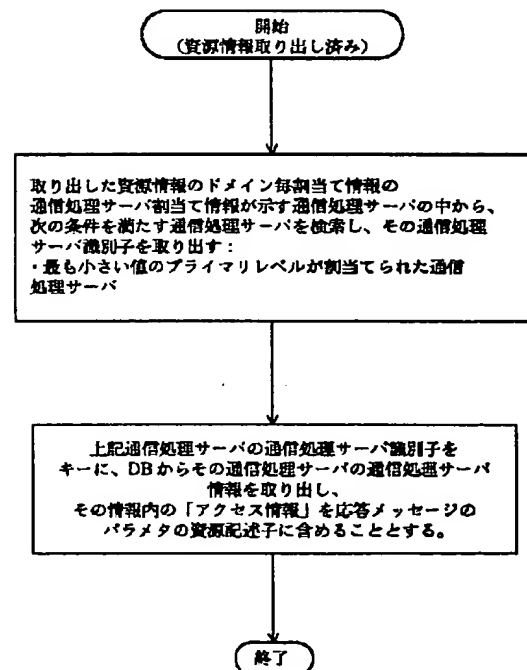 開始
(資源情報取り出し済み)
取り出した資源情報のドメイン毎割当て情報の
通信処理サーバ割当て情報が示す通信処理サーバの中から、
次の条件を満たす通信処理サーバを検索し、その通信処理
サーバ識別子を取り出す:
・最も小さい値のプライマリレベルが割当てられた通信
処理サーバ
上記通信処理サーバの通信処理サーバ識別子を
キーに、DBからその通信処理サーバの通信処理サーバ
情報を取り出し、
その情報内の「アクセス情報」を応答メッセージの
パラメタの資源記述子に含めることとする。
終了